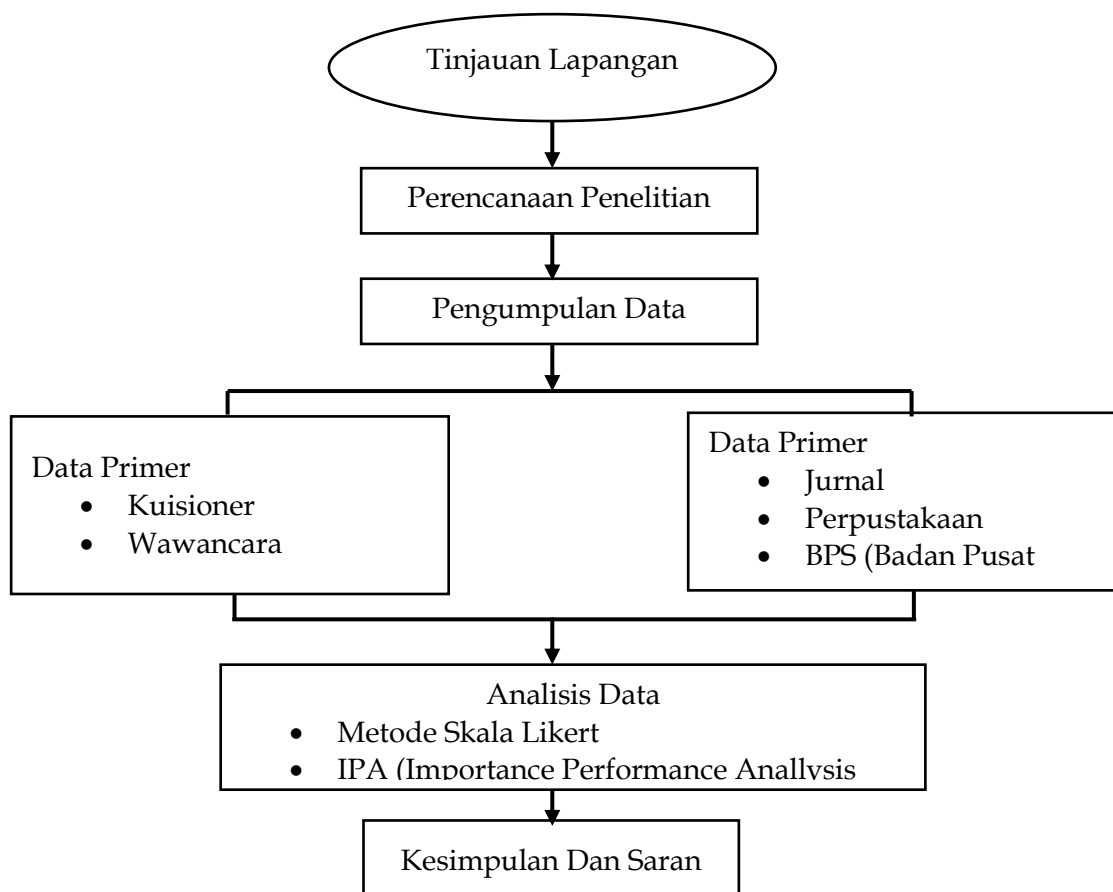 Tinjauan Lapangan
Perencanaan Penelitian
Pengumpulan Data
Data Primer
• Kuisioner
• Wawancara
Data Primer
• Jurnal
• Perpustakaan
• BPS (Badan Pusat
Analisis Data
• Metode Skala Likert
• IPA (Importance Performance Anallysis
Kesimpulan Dan Saran